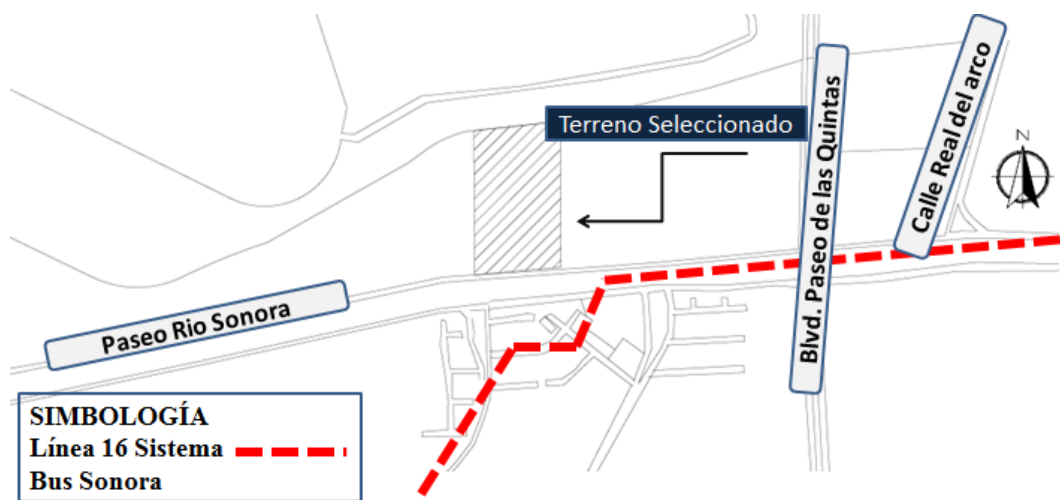 Terreno Seleccionado
Blvd. Paseo de las Quintas
Calle Real del arco
N
Paseo Rio Sonora
SIMBOLOGÍA
Línea 16 Sistema
Bus Sonora